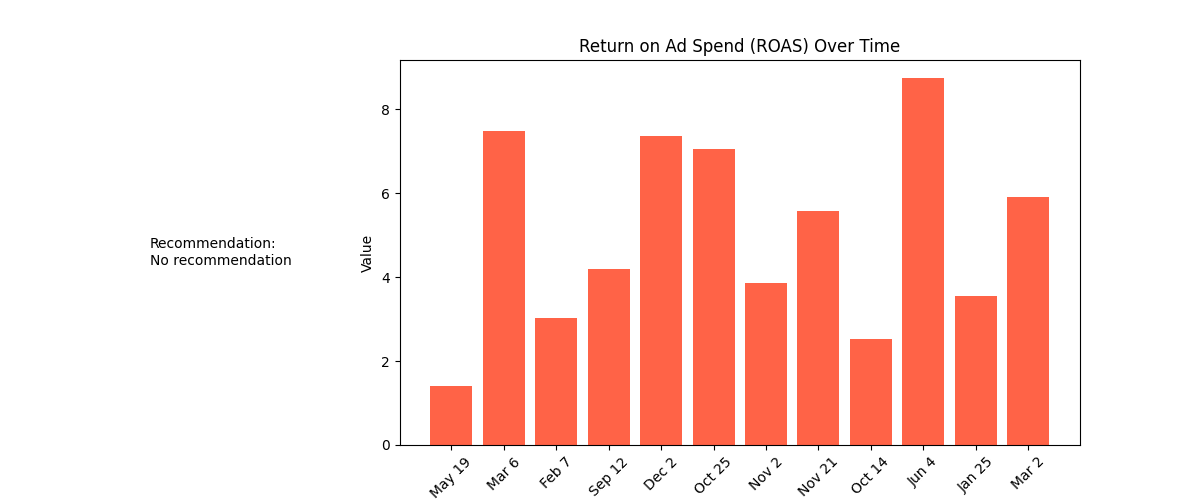 Return on Ad Spend (ROAS) Over Time
Recommendation:
No recommendation
Value
8
6
4
2
0
May 19
Mar 6
Feb 7
Sep 12
Dec 2
Oct 25
Nov 2
Nov 21
Oct 14
Jun 4
Jan 25
Mar 2